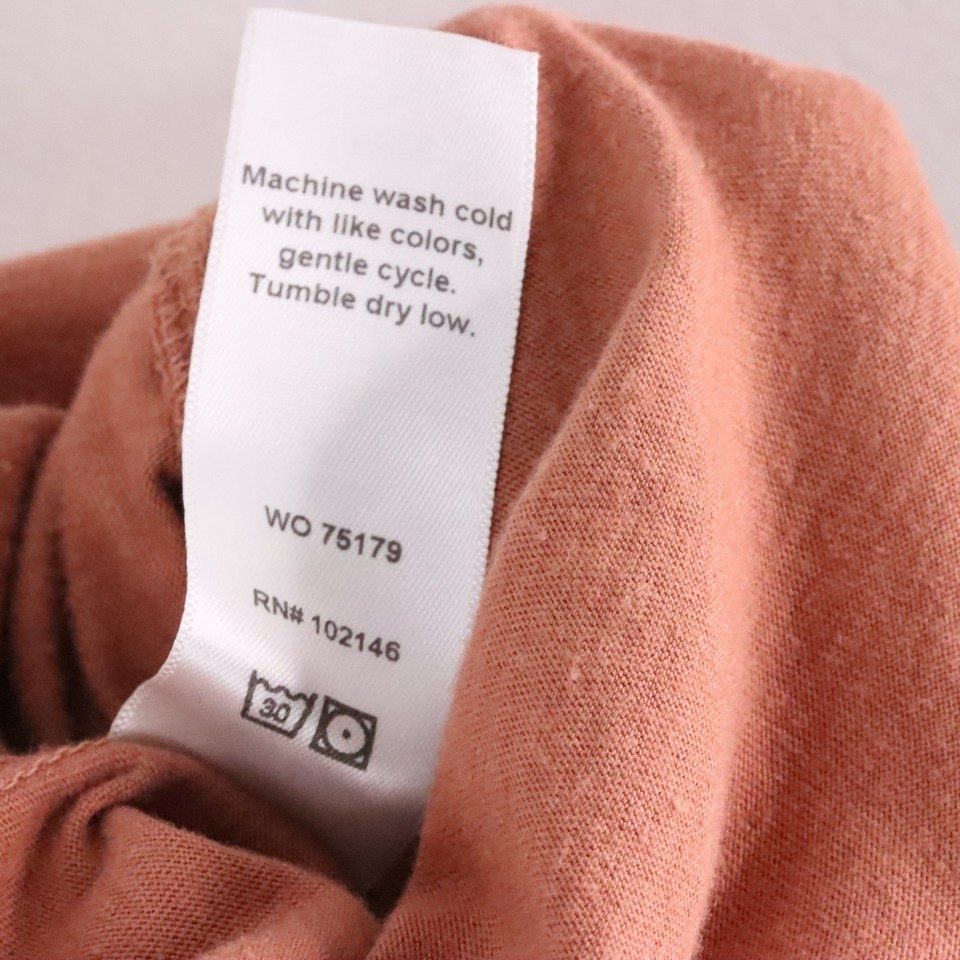 Machine wash cold
with like colors,
gentle cycle.
Tumble dry low.
WO 75179
RN# 102146
30